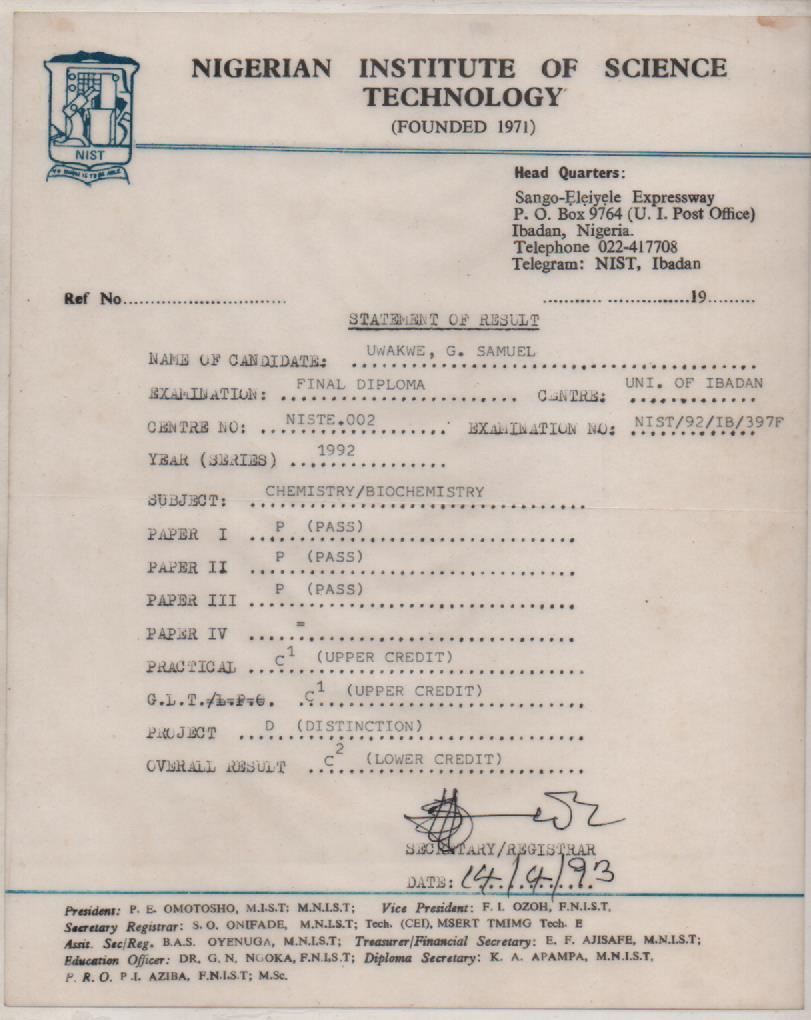 NIGERIAN INSTITUTE OF SCIENCE
TECHNOLOGY
(FOUNDED 1971)
NIST
Head Quarters:
Sango-Ẹlẹiyẹle Expressway
P. O. Box 9764 (U. I. Post Office)
Ibadan, Nigeria.
Telephone 022-417708
Telegram: NIST, Ibadan
Ref No.............................. .......... ..................19.........
STATEMENT OF RESULT
NAME OF CANDIDATE: UWAKWE, G. SAMUEL
EXAMINATION: FINAL DIPLOMA CENTRE: UNI. OF IBADAN
CENTRE NO: NISTE.002 EXAMINATION NO: NIST/92/IB/397F
YEAR (SERIES) 1992
SUBJECT: CHEMISTRY/BIOCHEMISTRY
PAPER I P (PASS)
PAPER II P (PASS)
PAPER III P (PASS)
PAPER IV =
PRACTICAL C1 (UPPER CREDIT)
G.L.T./L.P.C. C1 (UPPER CREDIT)
PROJECT D (DISTINCTION)
OVERALL RESULT C2 (LOWER CREDIT)
SECRETARY/REGISTRAR
DATE: 14/4/93
President: P. E. OMOTOSHO, M.I.S.T; M.N.I.S.T; Vice President: F. I. OZOH, F.N.I.S.T,
Secretary Registrar: S. O. ONIFADE, M.N.I.S.T; Tech. (CEI), MSERT TMIMG Tech. E
Assit. Sec/Reg. B.A.S. OYENUGA, M.N.I.S.T; Treasurer/Financial Secretary: E. F. AJISAFE, M.N.I.S.T;
Education Officer: DR. G. N. NGOKA, F.N.I.S.T; Diploma Secretary: K. A. APAMPA, M.N.I.S.T,
P. R. O. P.I. AZIBA, F.N.I.S.T; M.Sc.